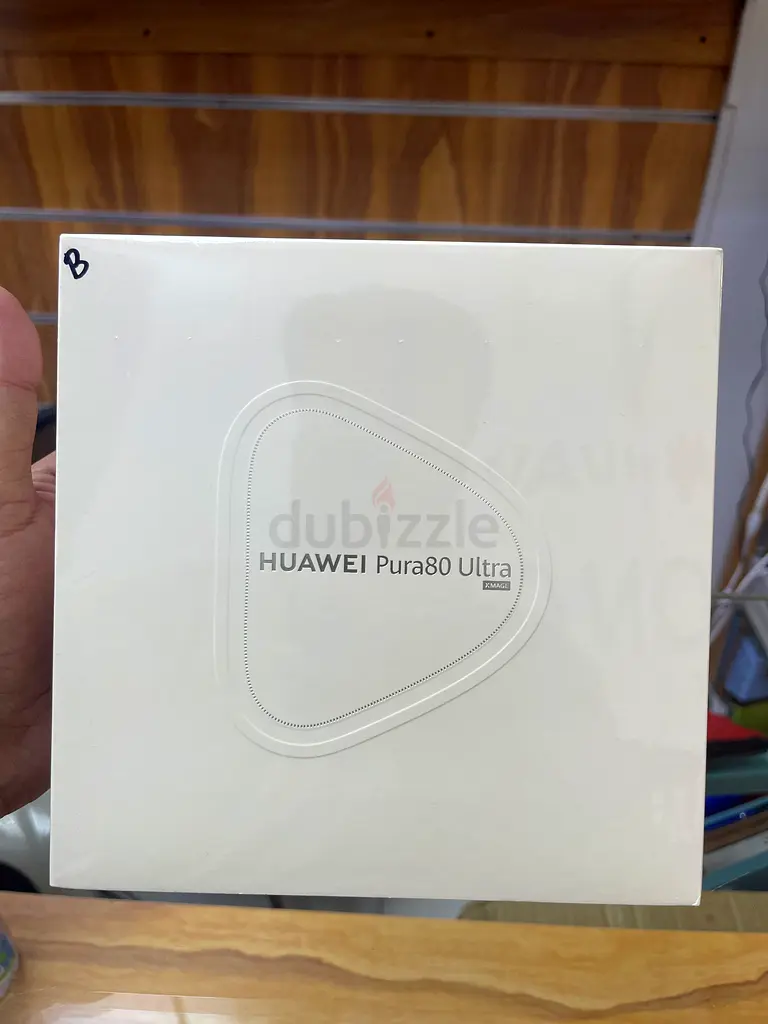 B
dubizzle
HUAWEI Pura80 Ultra
XMAGE